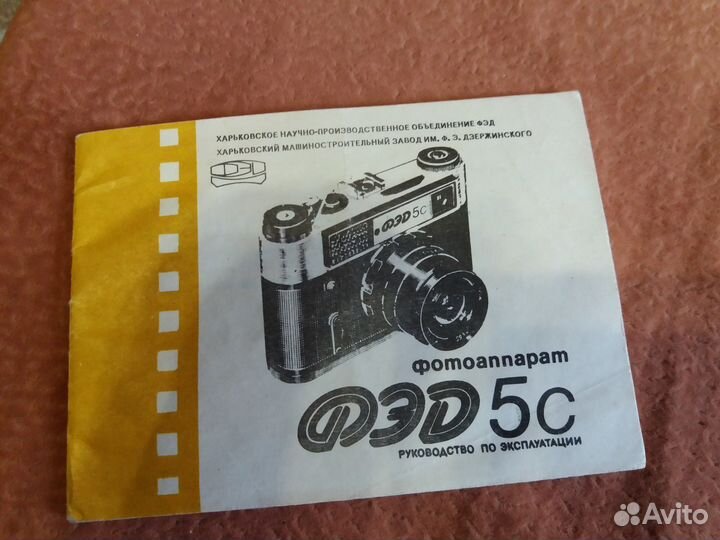 ХАРЬКОВСКОЕ НАУЧНО-ПРОИЗВОДСТВЕННОЕ ОБЪЕДИНЕНИЕ ФЭД
ХАРЬКОВСКИЙ МАШИНОСТРОИТЕЛЬНЫЙ ЗАВОД ИМ. Ф. Э. ДЗЕРЖИНСКОГО
ФЭД
ФЭД 5с
фотоаппарат
ФЭД 5с
РУКОВОДСТВО ПО ЭКСПЛУАТАЦИИ
Avito